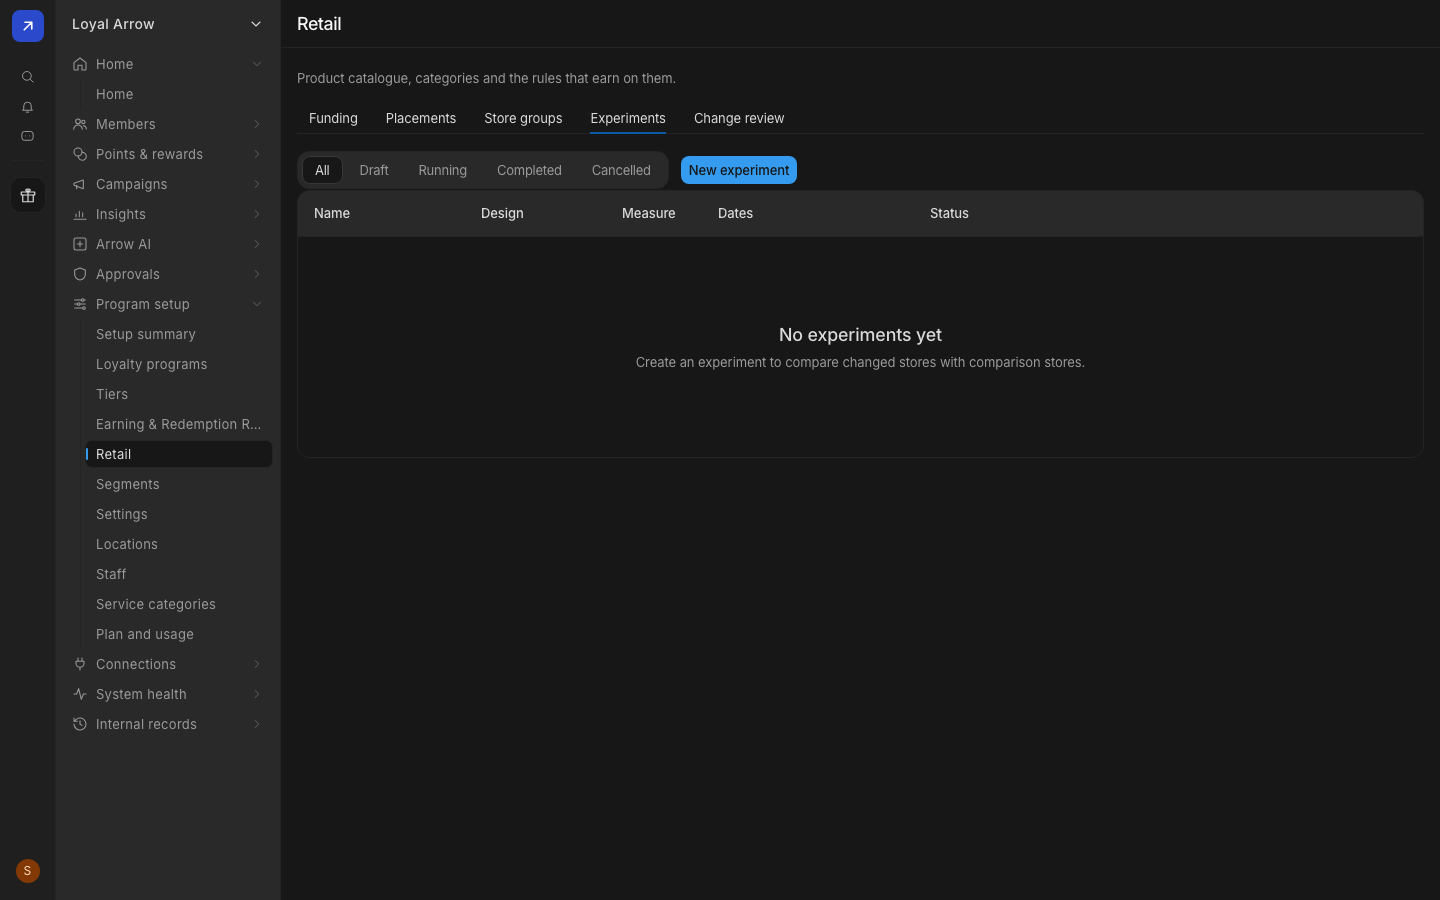 Loyal Arrow
Home
Home
Members
Points & rewards
Campaigns
Insights
Arrow AI
Approvals
Program setup
Setup summary
Loyalty programs
Tiers
Earning & Redemption R...
Retail
Segments
Settings
Locations
Staff
Service categories
Plan and usage
Connections
System health
Internal records
S
Retail
Product catalogue, categories and the rules that earn on them.
Funding Placements Store groups Experiments Change review
All Draft Running Completed Cancelled New experiment
Name Design Measure Dates Status
No experiments yet
Create an experiment to compare changed stores with comparison stores.